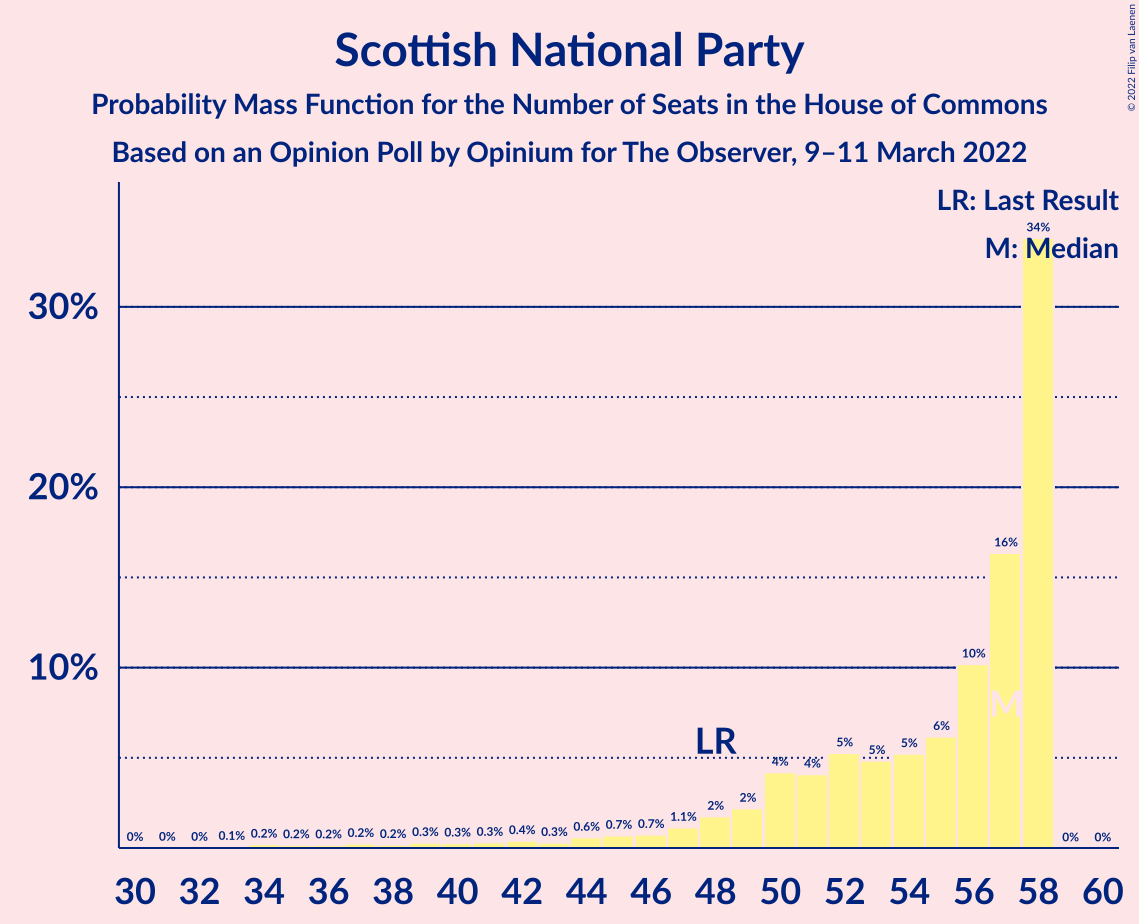 Scottish National Party
Probability Mass Function for the Number of Seats in the House of Commons
Based on an Opinion Poll by Opinium for The Observer, 9–11 March 2022
© 2022 Filip van Laenen
LR: Last Result
M: Median
30%
20%
10%
0% 0% 0% 0.1% 0.2% 0.2% 0.2% 0.2% 0.2% 0.3% 0.3% 0.3% 0.4% 0.3% 0.6% 0.7% 0.7% 1.1% 2% 2% 4% 4% 5% 5% 5% 6% 10% 16% 34% 0% 0%
LR
M
30 32 34 36 38 40 42 44 46 48 50 52 54 56 58 60